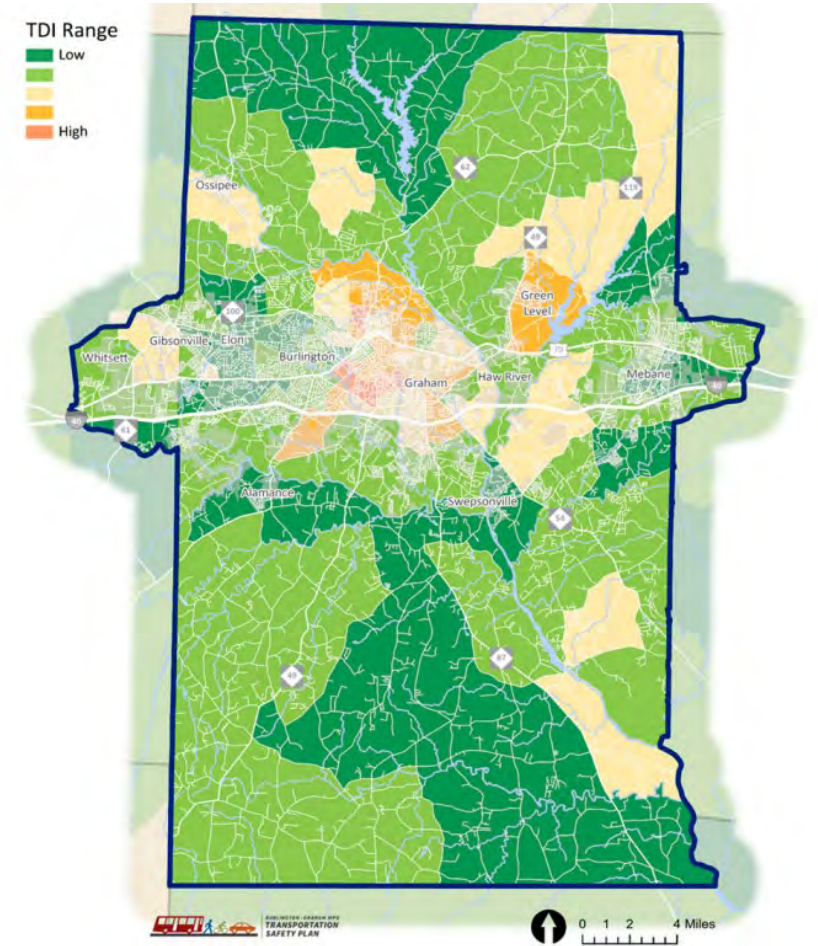 TDI Range
Low
High
62
119
Ossipee
49
Green
Level
100
Gibsonville
Elon
Burlington
Whitsett
70
Haw River
Mebane
Graham
40
40
61
Alamance
Swepsonville
54
87
49
BURLINGTON-GRAHAM MPO
TRANSPORTATION
SAFETY PLAN
0 1 2 4 Miles